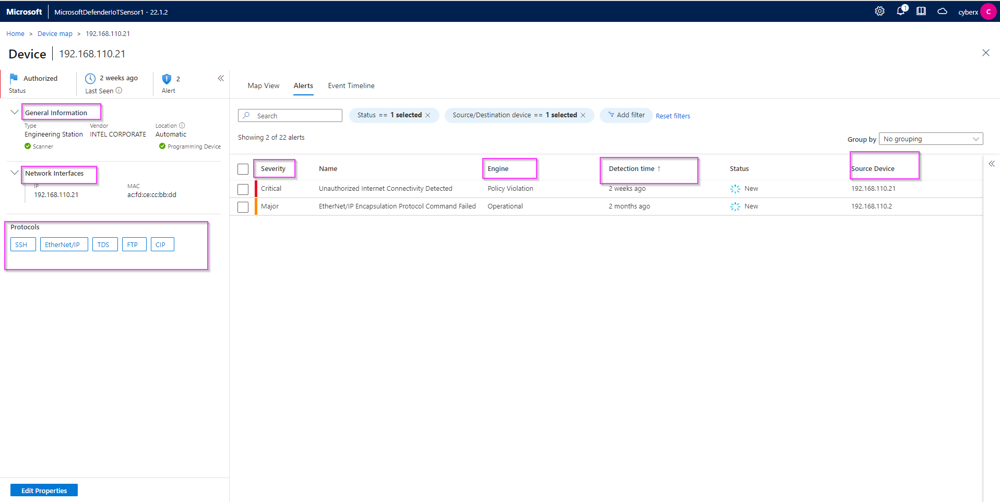 Microsoft MicrosoftDefenderIoTSensor1 - 22.1.2 1 cyberx C
Home > Device map > 192.168.110.21
Device 192.168.110.21
Authorized 2 weeks ago 2
Status Last Seen Alert
General Information
Type Vendor Location
Engineering Station INTEL CORPORATE Automatic
Scanner Programming Device
Network Interfaces
IP MAC
192.168.110.21 ac:fd:ce:cc:bb:dd
Protocols
SSH EtherNet/IP TDS FTP CIP
Edit Properties
Map View Alerts Event Timeline
Search Status == 1 selected Source/Destination device == 1 selected Add filter Reset filters
Showing 2 of 22 alerts
Group by No grouping
Severity Name Engine Detection time ↑ Status Source Device
Critical Unauthorized Internet Connectivity Detected Policy Violation 2 weeks ago New 192.168.110.21
Major EtherNet/IP Encapsulation Protocol Command Failed Operational 2 months ago New 192.168.110.2